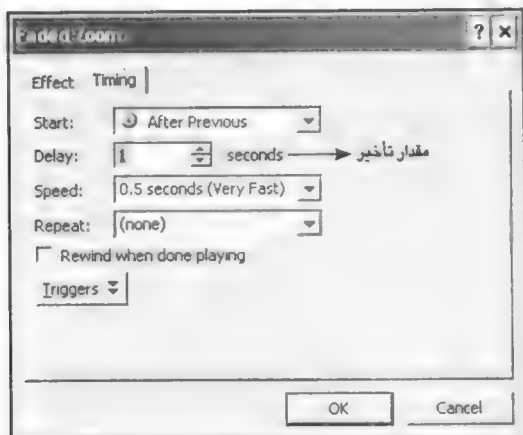 Faded Zoom
Effect Timing
Start: After Previous
Delay: 1 seconds مقدار تأخیر
Speed: 0.5 seconds (Very Fast)
Repeat: (none)
Rewind when done playing
Triggers
OK Cancel